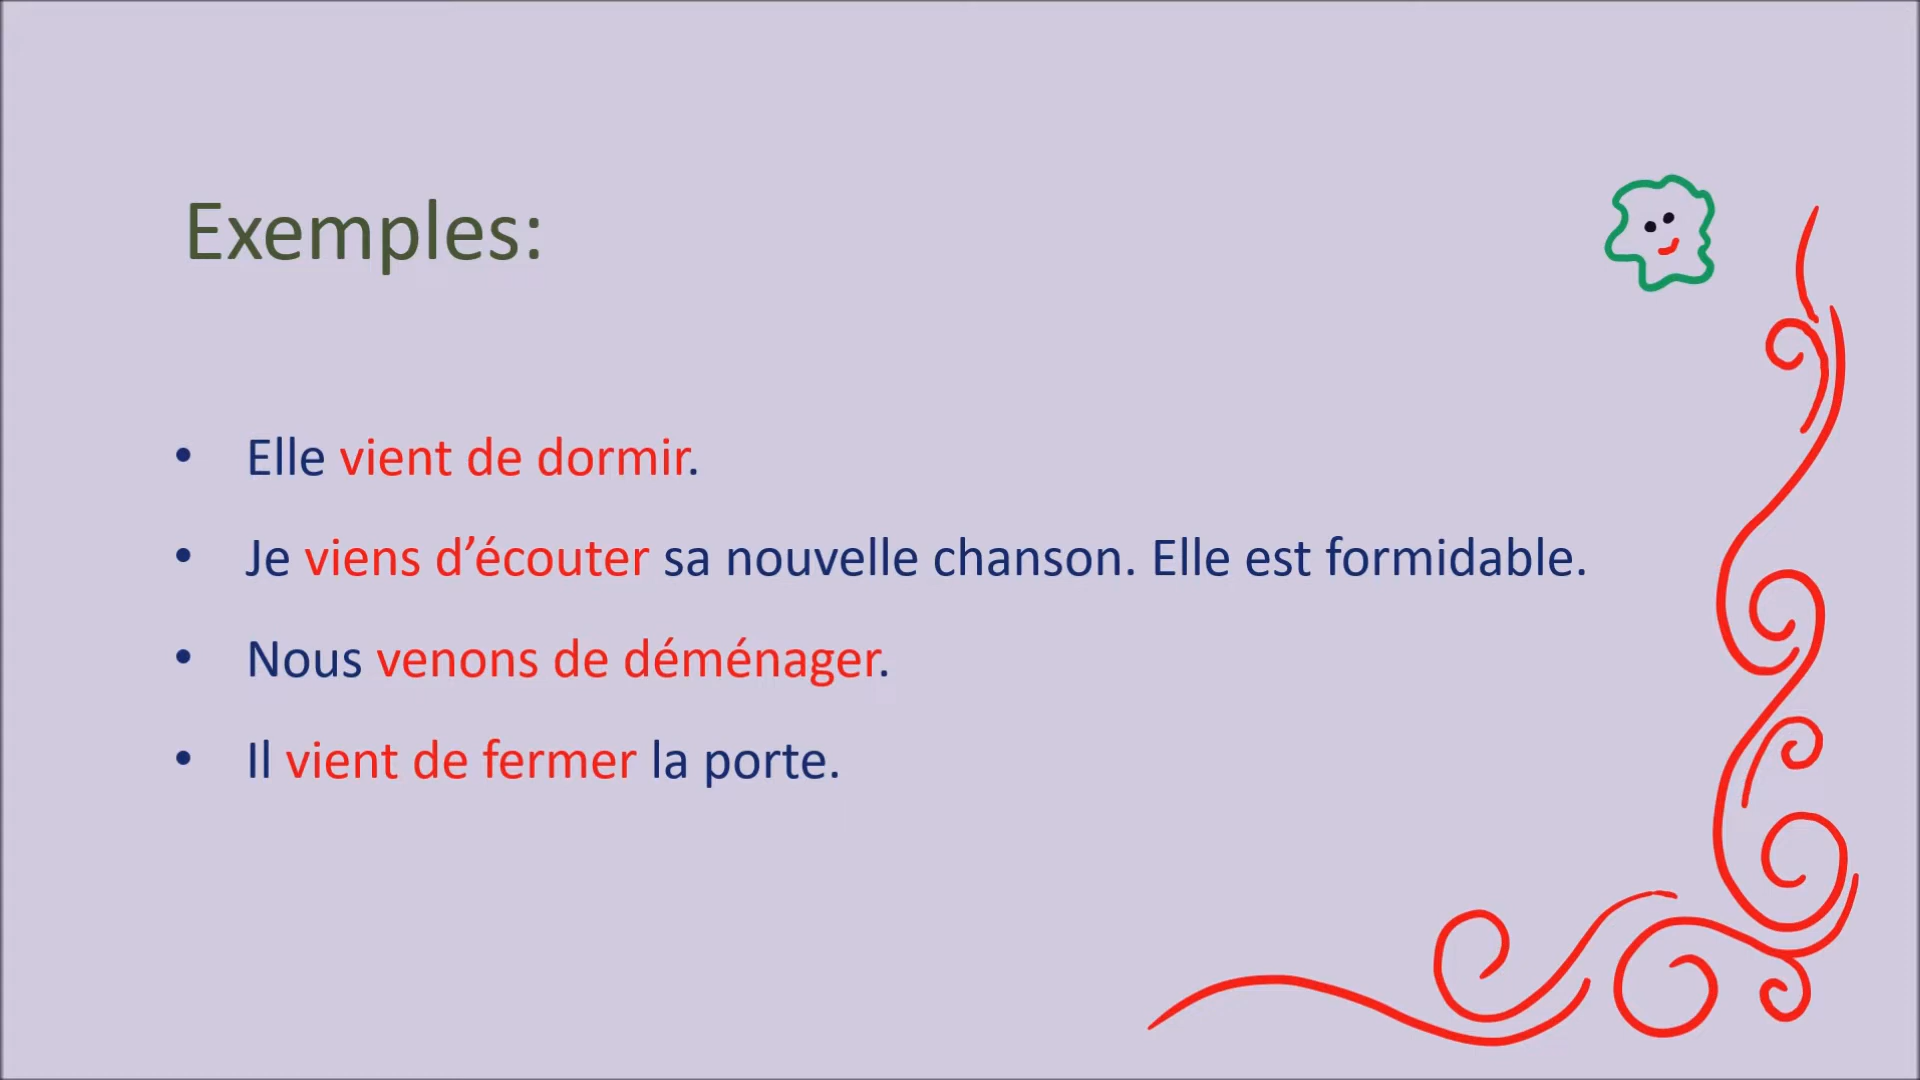 Exemples:
• Elle vient de dormir.
• Je viens d’écouter sa nouvelle chanson. Elle est formidable.
• Nous venons de déménager.
• Il vient de fermer la porte.